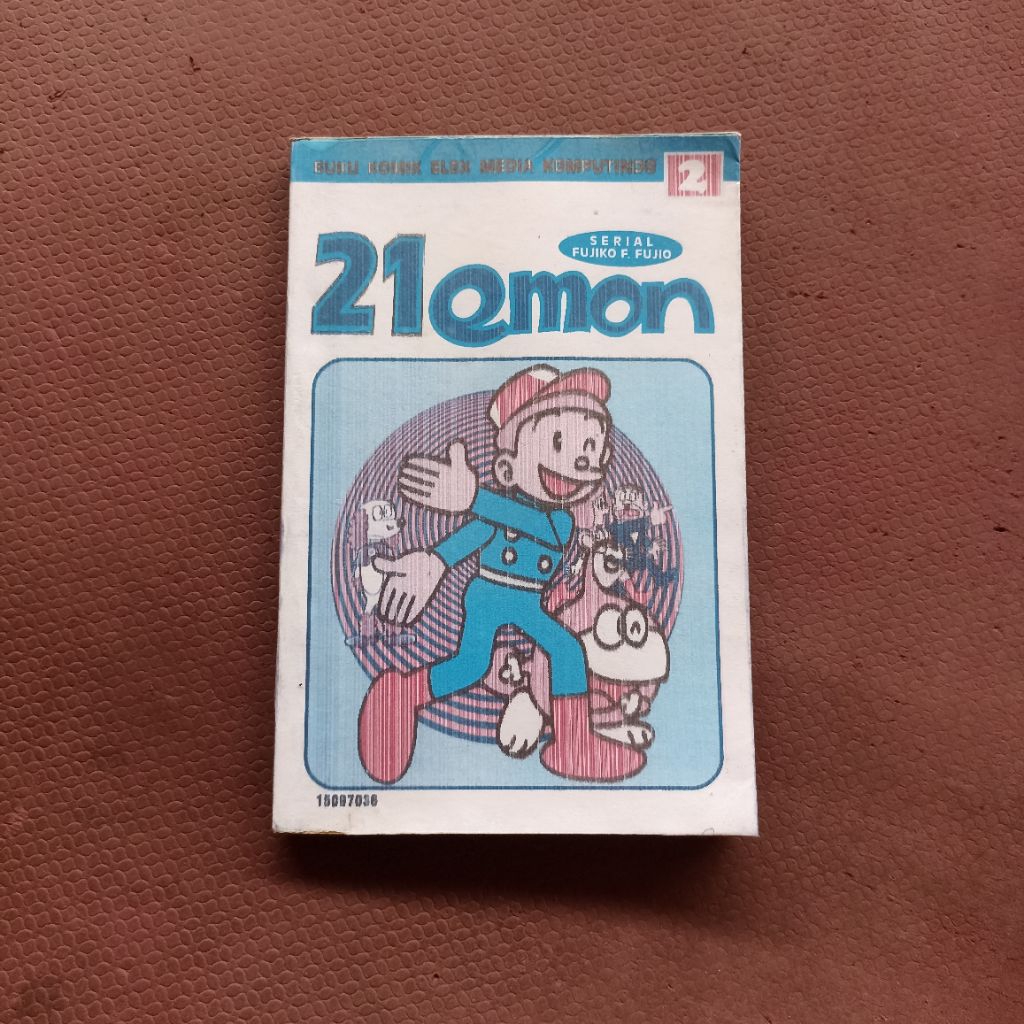 BUKU KOMIK ELEX MEDIA KOMPUTINDO
2
SERIAL
FUJIKO F. FUJIO
21emon
15097036